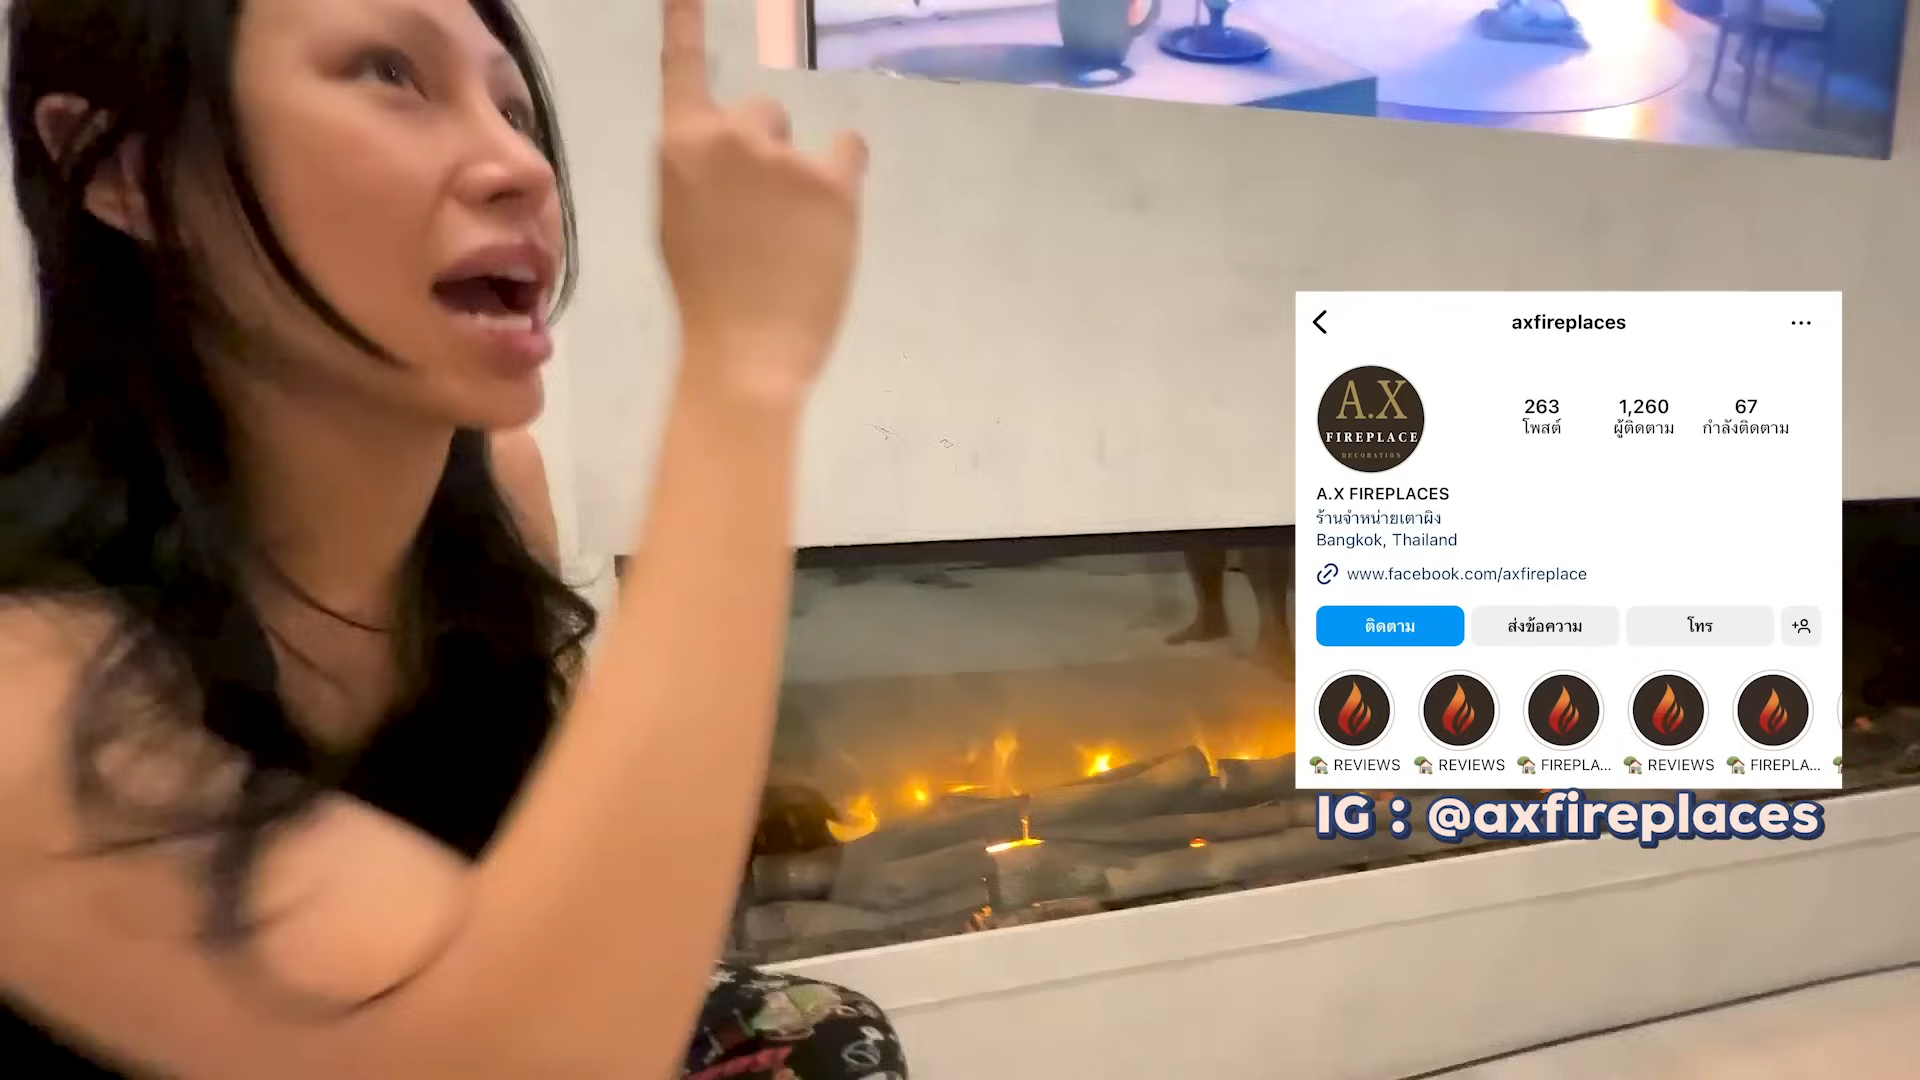 axfireplaces
A.X
FIREPLACE
DECORATION
263
โพสต์
1,260
ผู้ติดตาม
67
กำลังติดตาม
A.X FIREPLACES
ร้านจำหน่ายเตาผิง
Bangkok, Thailand
www.facebook.com/axfireplace
ติดตาม
ส่งข้อความ
โทร
REVIEWS
REVIEWS
FIREPLA...
REVIEWS
FIREPLA...
IG : @axfireplaces